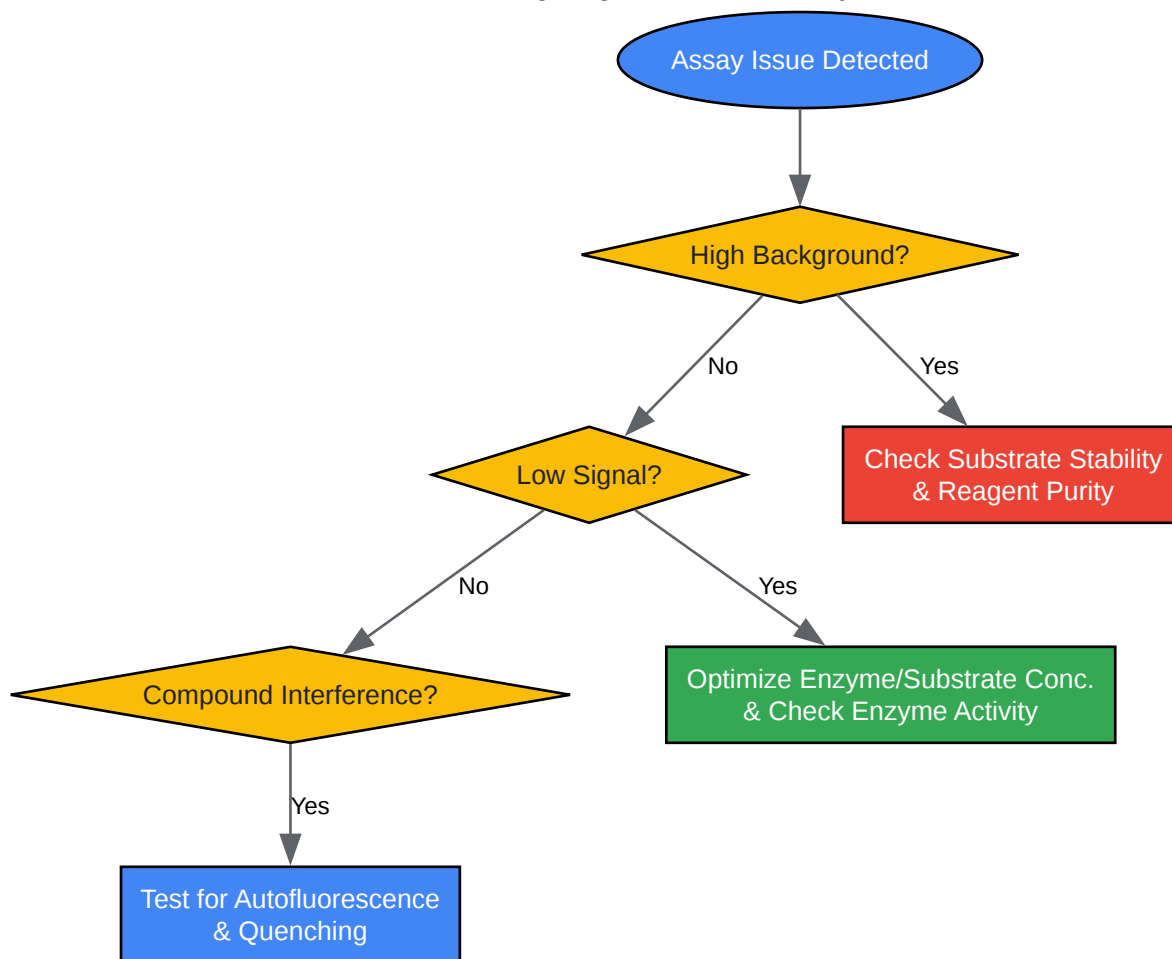 Assay Issue Detected
High Background?
No
Yes
Low Signal?
Check Substrate Stability
& Reagent Purity
No
Yes
Compound Interference?
Optimize Enzyme/Substrate Conc.
& Check Enzyme Activity
Yes
Test for Autofluorescence
& Quenching